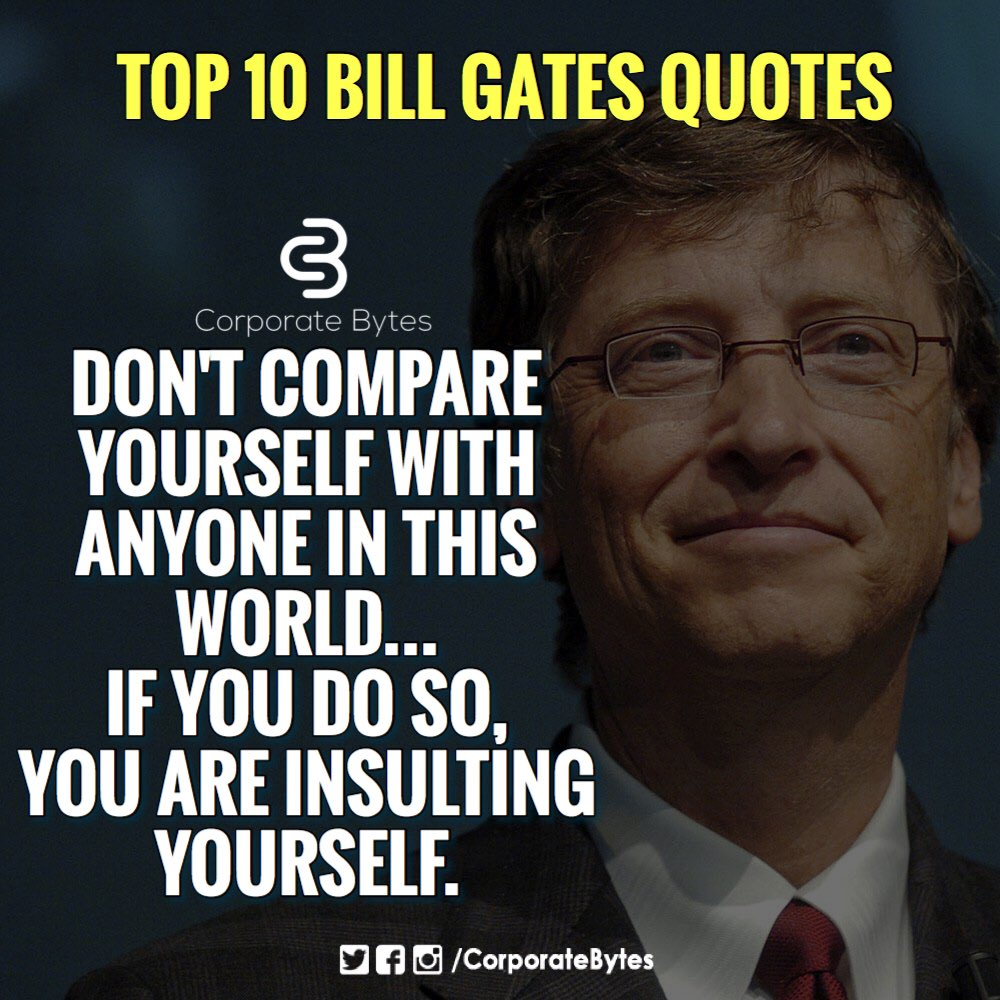 TOP 10 BILL GATES QUOTES
Corporate Bytes
DON'T COMPARE
YOURSELF WITH
ANYONE IN THIS
WORLD...
IF YOU DO SO,
YOU ARE INSULTING
YOURSELF.
/CorporateBytes